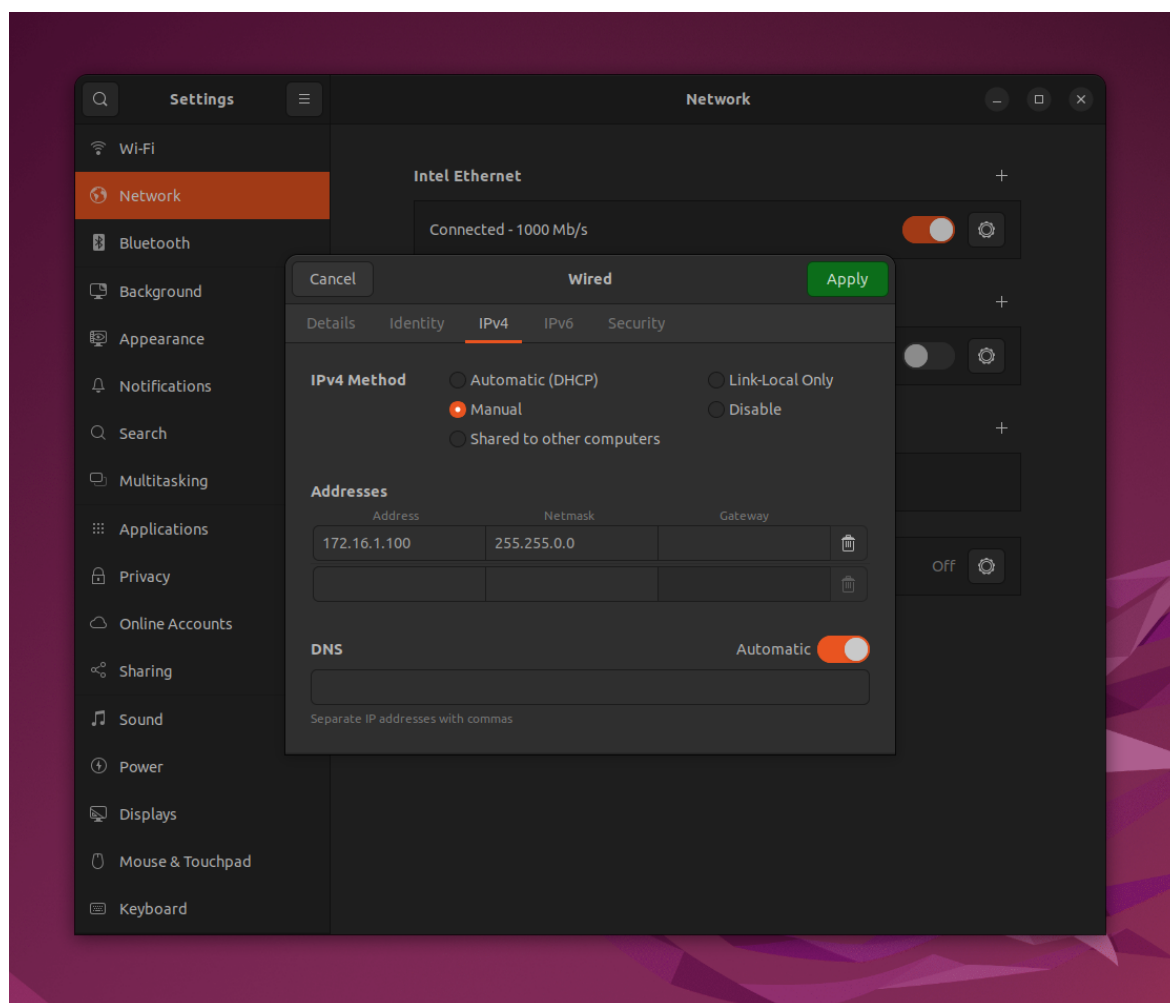 Settings
Network
Wi-Fi
Network
Bluetooth
Background
Appearance
Notifications
Search
Multitasking
Applications
Privacy
Online Accounts
Sharing
Sound
Power
Displays
Mouse & Touchpad
Keyboard
Intel Ethernet
Connected - 1000 Mb/s
Off
Cancel
Wired
Apply
Details Identity IPv4 IPv6 Security
IPv4 Method
Automatic (DHCP)
Link-Local Only
Manual
Disable
Shared to other computers
Addresses
Address Netmask Gateway
172.16.1.100 255.255.0.0
DNS
Automatic
Separate IP addresses with commas